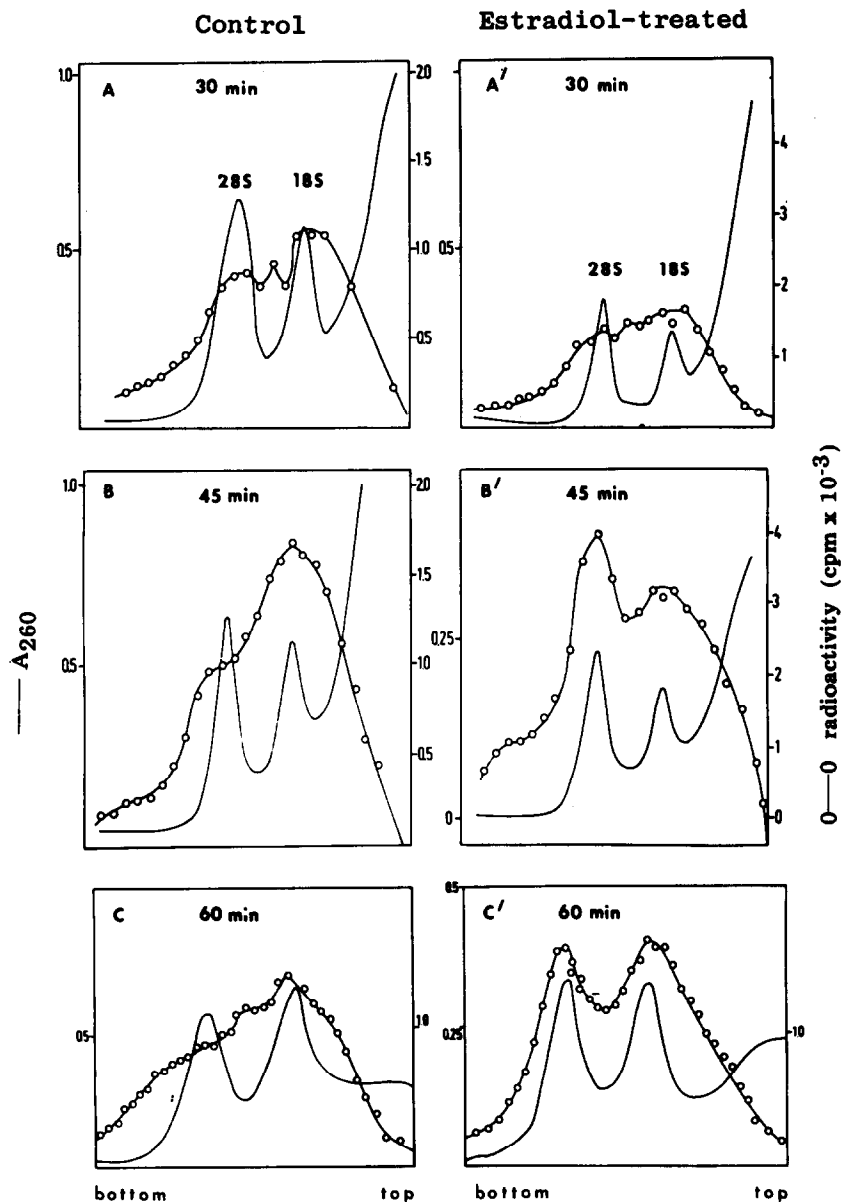 Control Estradiol-treated
A 30 min
1.0
0.5
28S 18S
2.0
1.5
1.0
0.5
A' 30 min
0.5
28S 18S
4
3
2
1
B 45 min
1.0
0.5
2.0
1.5
1.0
0.5
B' 45 min
0.25
0
4
3
2
1
0
C 60 min
0.5
1.0
C' 60 min
0.5
0.25
1.0
— A260
0—0 radioactivity (cpm x 10-3)
bottom top bottom top